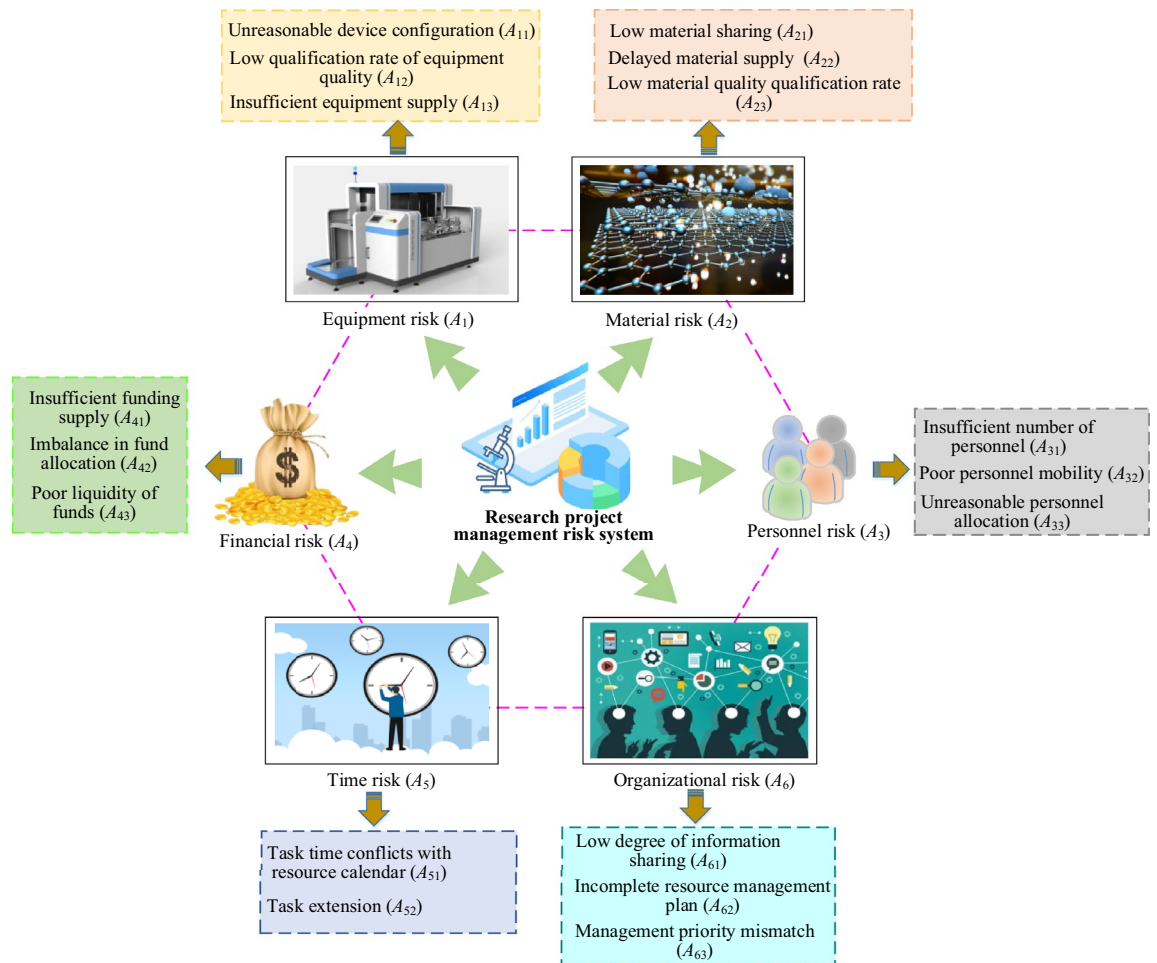 Unreasonable device configuration (A11)
Low qualification rate of equipment
quality (A12)
Insufficient equipment supply (A13)
Low material sharing (A21)
Delayed material supply (A22)
Low material quality qualification rate
(A23)
Equipment risk (A1)
Material risk (A2)
Insufficient funding
supply (A41)
Imbalance in fund
allocation (A42)
Poor liquidity of
funds (A43)
$
Financial risk (A4)
Research project
management risk system
Personnel risk (A3)
Insufficient number of
personnel (A31)
Poor personnel mobility (A32)
Unreasonable personnel
allocation (A33)
Time risk (A5)
Organizational risk (A6)
Task time conflicts with
resource calendar (A51)
Task extension (A52)
Low degree of information
sharing (A61)
Incomplete resource management
plan (A62)
Management priority mismatch
(A63)